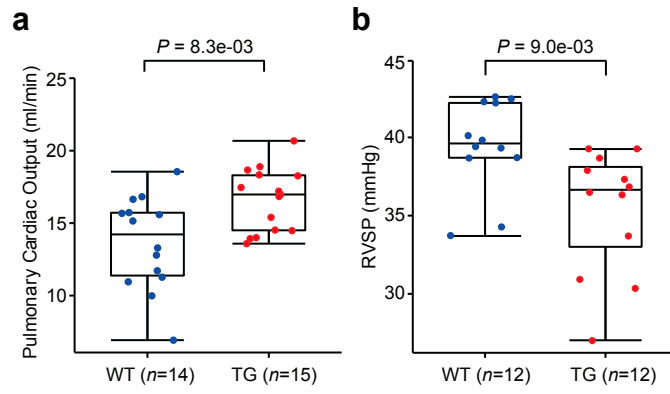 a
P = 8.3e-03
Pulmonary Cardiac Output (ml/min)
25
20
15
10
WT (n=14)
TG (n=15)
b
P = 9.0e-03
RVSP (mmHg)
45
40
35
30
WT (n=12)
TG (n=12)